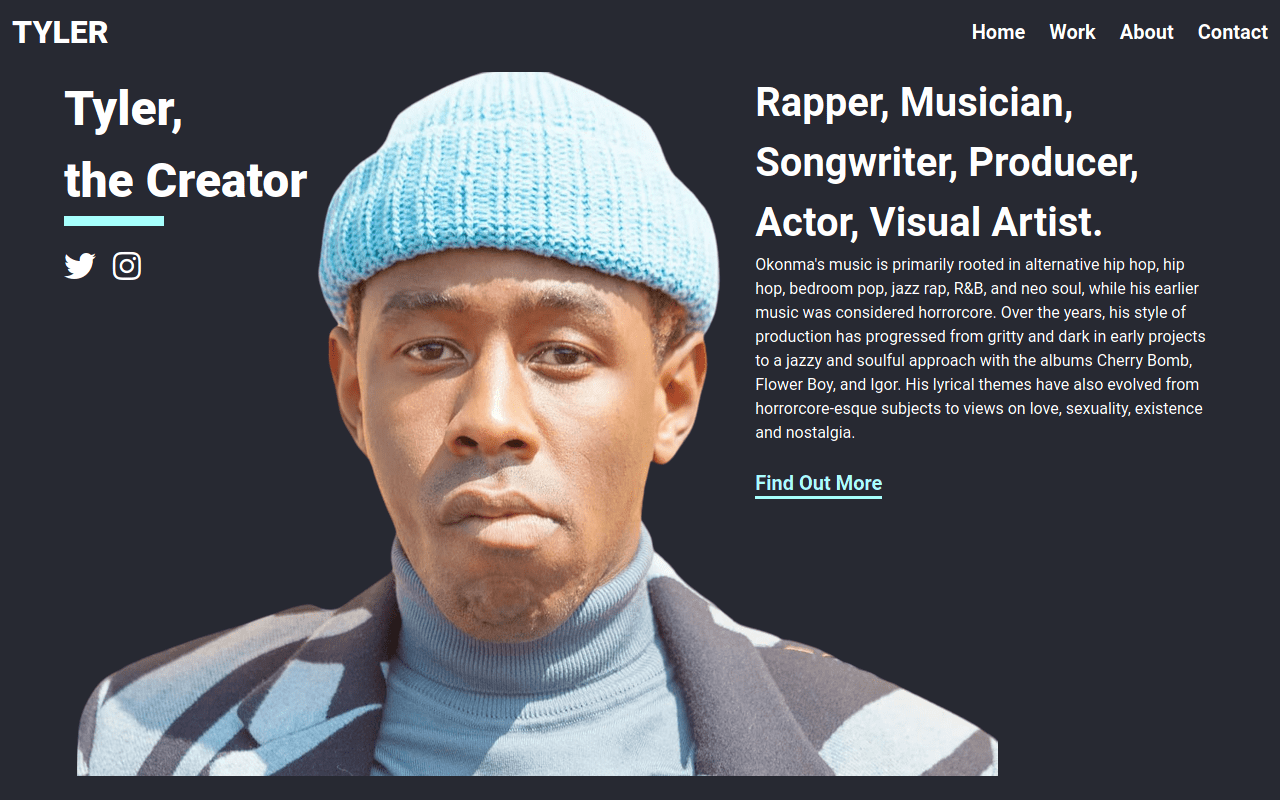 TYLER
Home Work About Contact
Tyler,
the Creator
Rapper, Musician,
Songwriter, Producer,
Actor, Visual Artist.
Okonma's music is primarily rooted in alternative hip hop, hip
hop, bedroom pop, jazz rap, R&B, and neo soul, while his earlier
music was considered horrorcore. Over the years, his style of
production has progressed from gritty and dark in early projects
to a jazzy and soulful approach with the albums Cherry Bomb,
Flower Boy, and Igor. His lyrical themes have also evolved from
horrorcore-esque subjects to views on love, sexuality, existence
and nostalgia.
Find Out More